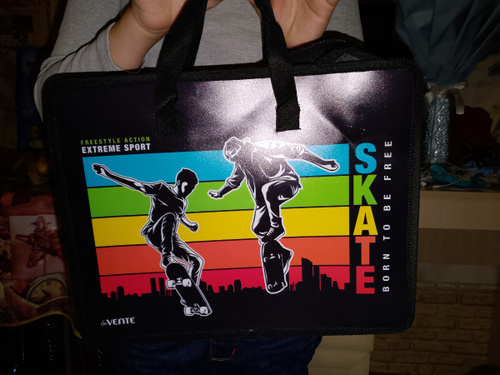 FREESTYLE ACTION
EXTREME SPORT
SKATE
BORN TO BE FREE
deVENTE